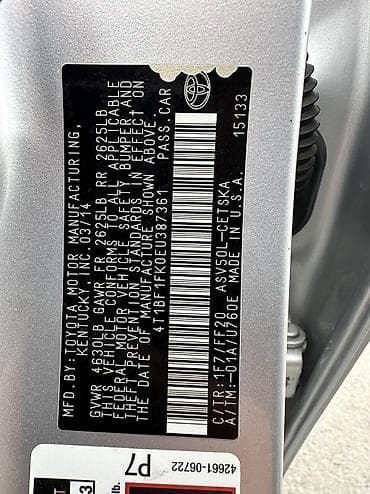 MFD.BY:TOYOTA MOTOR MANUFACTURING,
KENTUCKY, INC. 03/14
GVWR 4630LB GAWR FR 2625LB RR 2625LB
THIS VEHICLE CONFORMS TO ALL APPLICABLE
FEDERAL MOTOR VEHICLE SAFETY BUMPER, AND
THEFT PREVENTION STANDARDS IN EFFECT ON
THE DATE OF MANUFACTURE SHOWN ABOVE.
4T1BF1FK0EU387361 PASS.CAR
C/TR:1F7/FF20 ASV50L-CETSKA
A/TM:-01A/U760E MADE IN U.S.A. 15133
42661-06722
P7
3
lb.